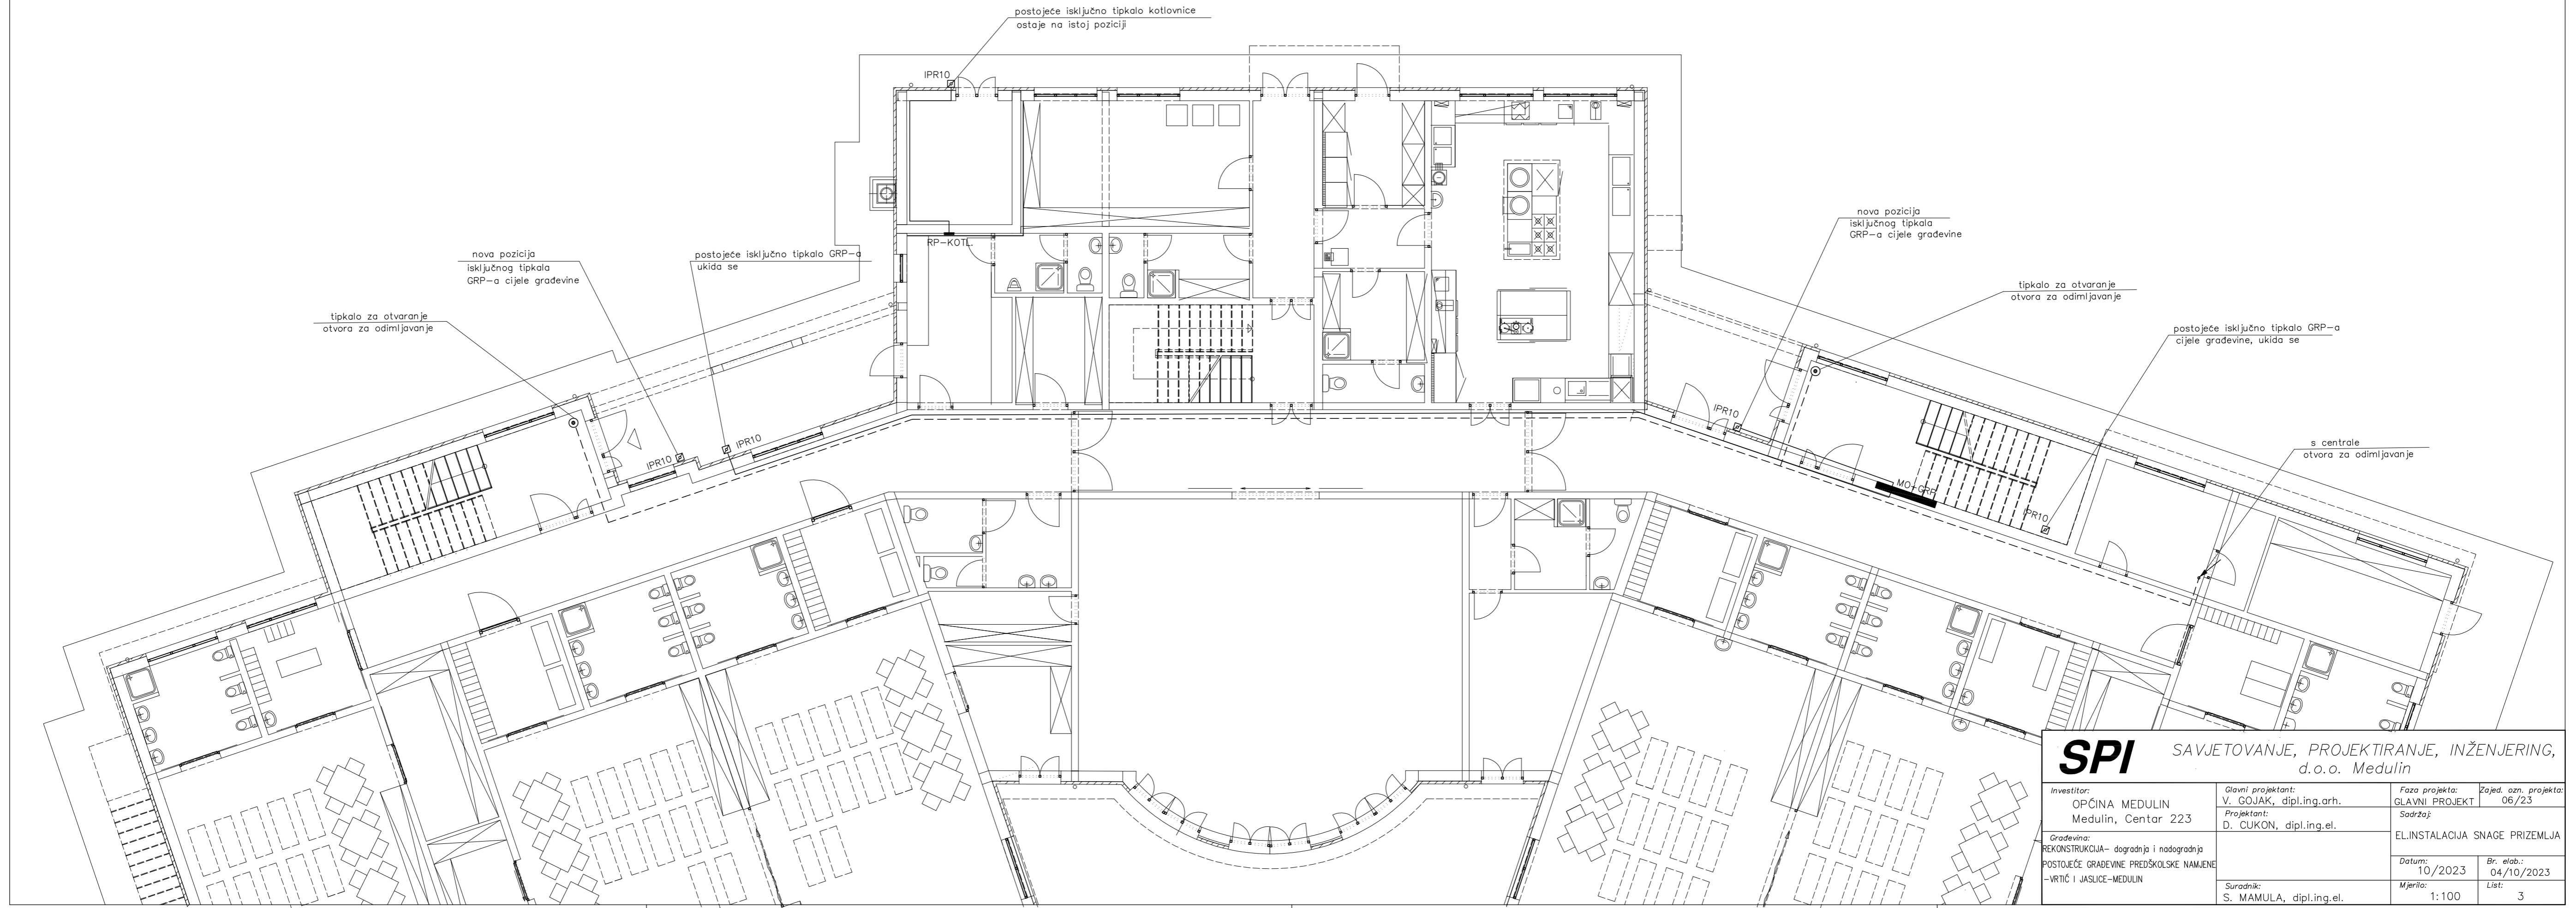 postojeće isključno tipkalo kotlovnice
ostaje na istoj poziciji
IPR10
RP-KOTL.
nova pozicija
isključnog tipkala
GRP-a cijele građevine
postojeće isključno tipkalo GRP-a
ukida se
tipkalo za otvaranje
otvora za odimljavanje
IPR10
IPR10
nova pozicija
isključnog tipkala
GRP-a cijele građevine
tipkalo za otvaranje
otvora za odimljavanje
postojeće isključno tipkalo GRP-a
cijele građevine, ukida se
IPR10
s centrale
otvora za odimljavanje
MO-GRP
IPR10
SPI
SAVJETOVANJE, PROJEKTIRANJE, INŽENJERING,
d.o.o. Medulin
Investitor:
OPĆINA MEDULIN
Medulin, Centar 223
Glavni projektant:
V. GOJAK, dipl.ing.arh.
Projektant:
D. CUKON, dipl.ing.el.
Faza projekta:
GLAVNI PROJEKT
Zajed. ozn. projekta:
06/23
Sadržaj:
EL.INSTALACIJA SNAGE PRIZEMLJA
Građevina:
REKONSTRUKCIJA- dogradnja i nadogradnja
POSTOJEĆE GRAĐEVINE PREDŠKOLSKE NAMJENE
-VRTIĆ I JASLICE-MEDULIN
Datum:
10/2023
Br. elab.:
04/10/2023
Suradnik:
S. MAMULA, dipl.ing.el.
Mjerilo:
1:100
List:
3